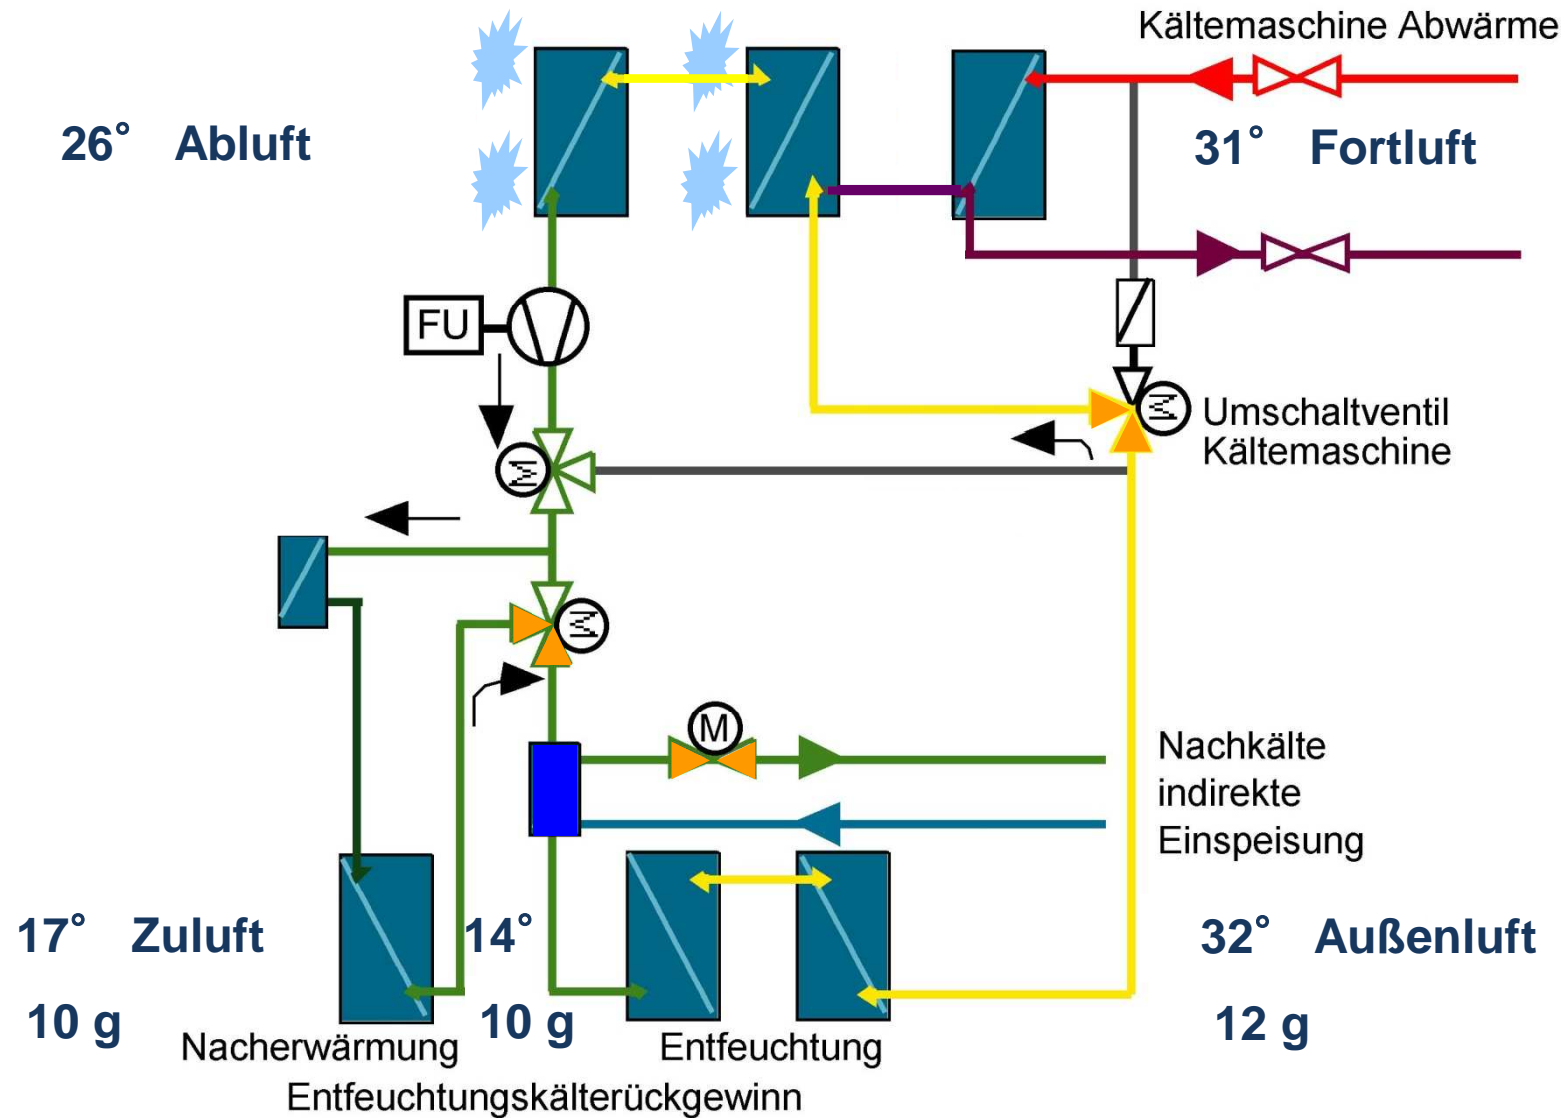 Kältemaschine Abwärme
26° Abluft
31° Fortluft
FU
M
Umschaltventil
Kältemaschine
M
M
M
Nachkälte
indirekte
Einspeisung
17° Zuluft
14°
32° Außenluft
10 g
10 g
12 g
Nacherwärmung
Entfeuchtung
Entfeuchtungskälterückgewinn